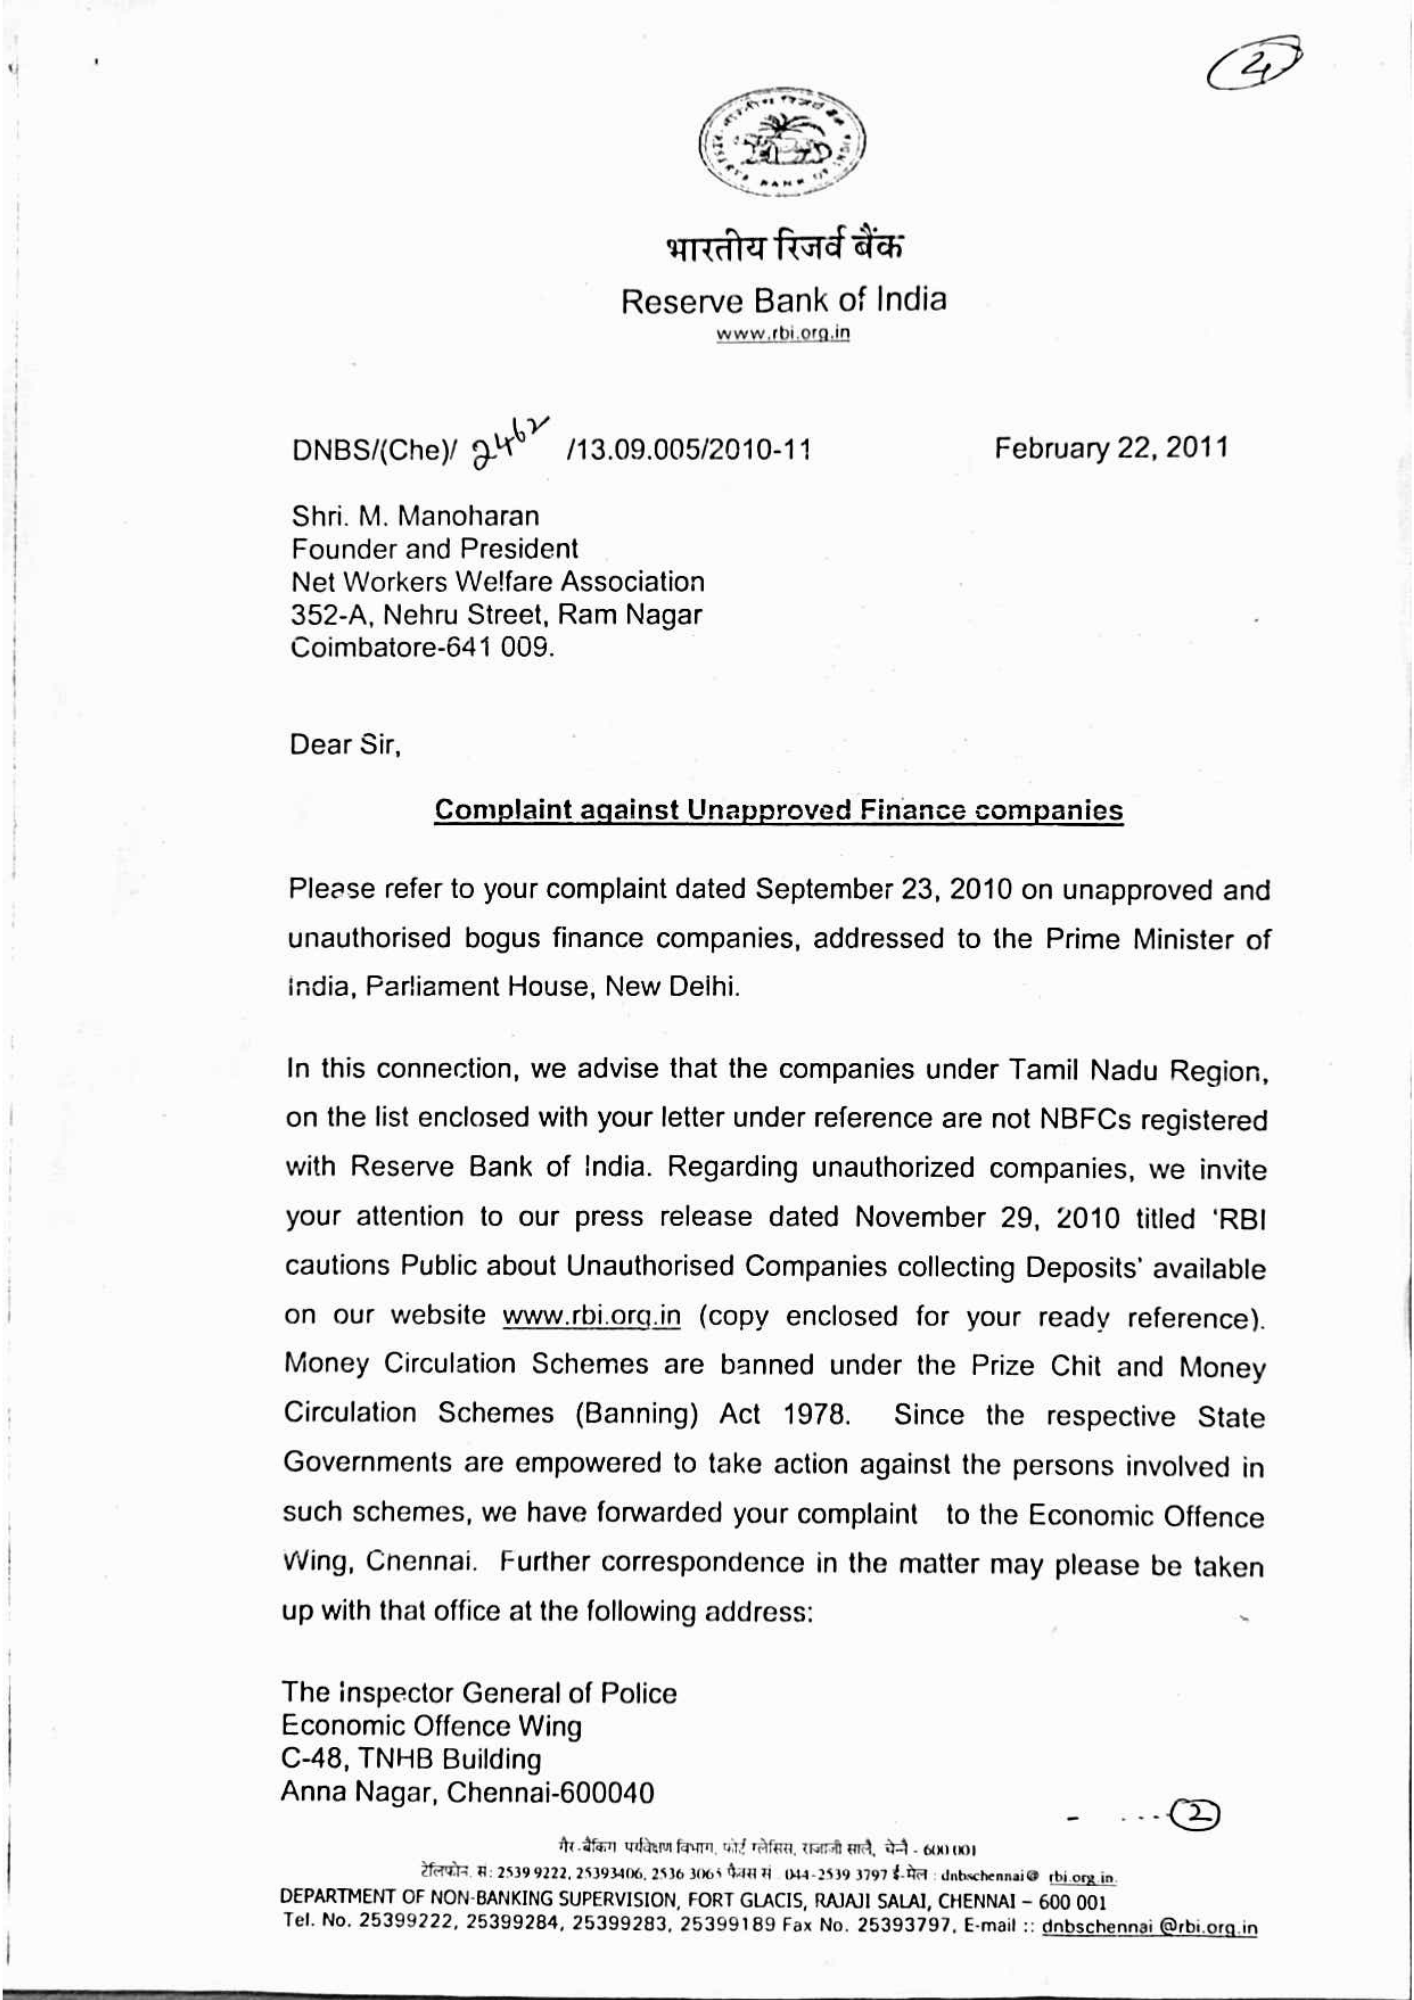 2
भारतीय रिजर्व बैंक
Reserve Bank of India
www.rbi.org.in
DNBS/(Che)/ 2462 /13.09.005/2010-11 February 22, 2011
Shri. M. Manoharan
Founder and President
Net Workers Welfare Association
352-A, Nehru Street, Ram Nagar
Coimbatore-641 009.
Dear Sir,
Complaint against Unapproved Finance companies
Please refer to your complaint dated September 23, 2010 on unapproved and
unauthorised bogus finance companies, addressed to the Prime Minister of
India, Parliament House, New Delhi.
In this connection, we advise that the companies under Tamil Nadu Region,
on the list enclosed with your letter under reference are not NBFCs registered
with Reserve Bank of India. Regarding unauthorized companies, we invite
your attention to our press release dated November 29, 2010 titled 'RBI
cautions Public about Unauthorised Companies collecting Deposits' available
on our website www.rbi.org.in (copy enclosed for your ready reference).
Money Circulation Schemes are banned under the Prize Chit and Money
Circulation Schemes (Banning) Act 1978. Since the respective State
Governments are empowered to take action against the persons involved in
such schemes, we have forwarded your complaint to the Economic Offence
Wing, Chennai. Further correspondence in the matter may please be taken
up with that office at the following address:
The Inspector General of Police
Economic Offence Wing
C-48, TNHB Building
Anna Nagar, Chennai-600040
- ....2
गैर-बैंकिंग पर्यवेक्षण विभाग, फोर्ट ग्लेसिस, राजाजी सालै, चेन्नै - 600 001
टेलिफोन. सं: 2539 9222, 25393406, 2536 3065 फैक्स सं 044-2539 3797 ई-मेल : dnbschennai@ rbi.org.in.
DEPARTMENT OF NON-BANKING SUPERVISION, FORT GLACIS, RAJAJI SALAI, CHENNAI – 600 001
Tel. No. 25399222, 25399284, 25399283, 25399189 Fax No. 25393797, E-mail :: dnbschennai @rbi.org.in